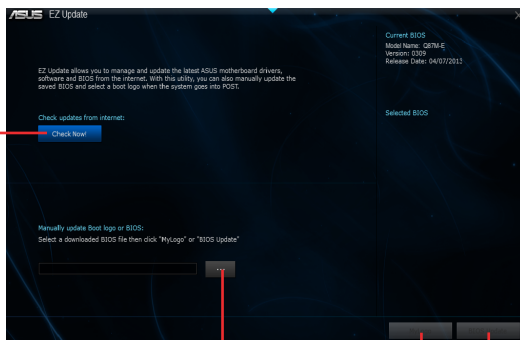 ASUS EZ Update
Current BIOS
Model Name: Q87M-E
Version: 0309
Release Date: 04/07/2013
EZ Update allows you to manage and update the latest ASUS motherboard drivers,
software and BIOS from the internet. With this utility, you can also manually update the
saved BIOS and select a boot logo when the system goes into POST.
Check updates from internet:
Selected BIOS
Check Now!
Manually update Boot logo or BIOS:
Select a downloaded BIOS file then click "MyLogo" or "BIOS Update"
...